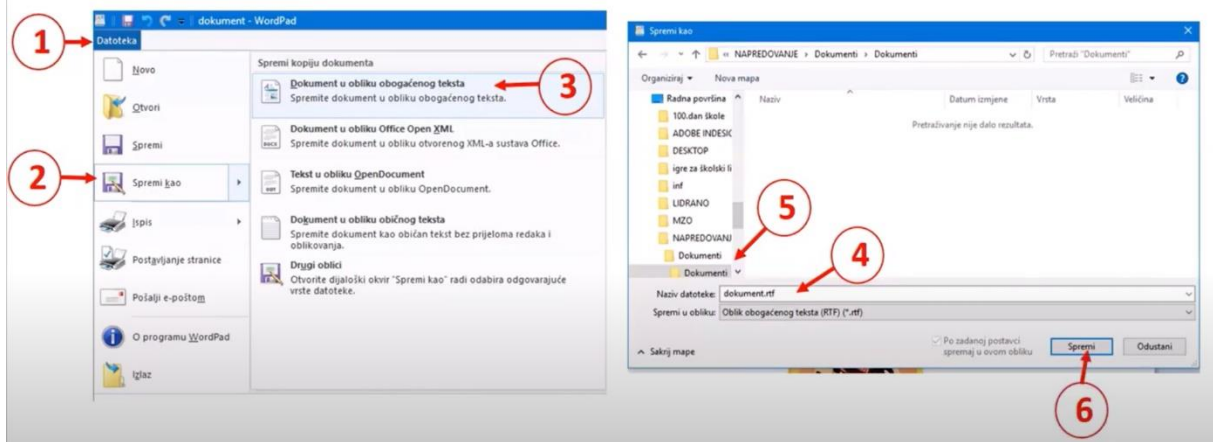 dokument - WordPad
1
Datoteka
Novo
Otvori
Spremi
2
Spremi kao
Ispis
Postavljanje stranice
Pošalji e-poštom
O programu WordPad
Izlaz
Spremi kopiju dokumenta
Dokument u obliku obogaćenog teksta
Spremite dokument u obliku obogaćenog teksta.
3
Dokument u obliku Office Open XML
Spremite dokument u obliku otvorenog XML-a sustava Office.
Tekst u obliku OpenDocument
Spremite dokument u obliku OpenDocument.
Dokument u obliku običnog teksta
Spremite dokument kao običan tekst bez prijeloma redaka i
oblikovanja.
Drugi oblici
Otvorite dijaloški okvir "Spremi kao" radi odabira odgovarajuće
vrste datoteke.
Spremi kao
« NAPREDOVANJE › Dokumenti › Dokumenti
Pretraži "Dokumenti"
Organiziraj
Nova mapa
Radna površina
100.dan škole
ADOBE INDESIG
DESKTOP
igre za školski li
inf
LIDRANO
MZO
NAPREDOVANJ
Dokumenti
Dokumenti
Naziv
Datum izmjene
Vrsta
Veličina
Pretraživanje nije dalo rezultata.
5
4
Naziv datoteke: dokument.rtf
Spremi u obliku: Oblik obogaćenog teksta (RTF) (*.rtf)
Sakrij mape
Po zadanoj postavci
spremaj u ovom obliku
Spremi
Odustani
6